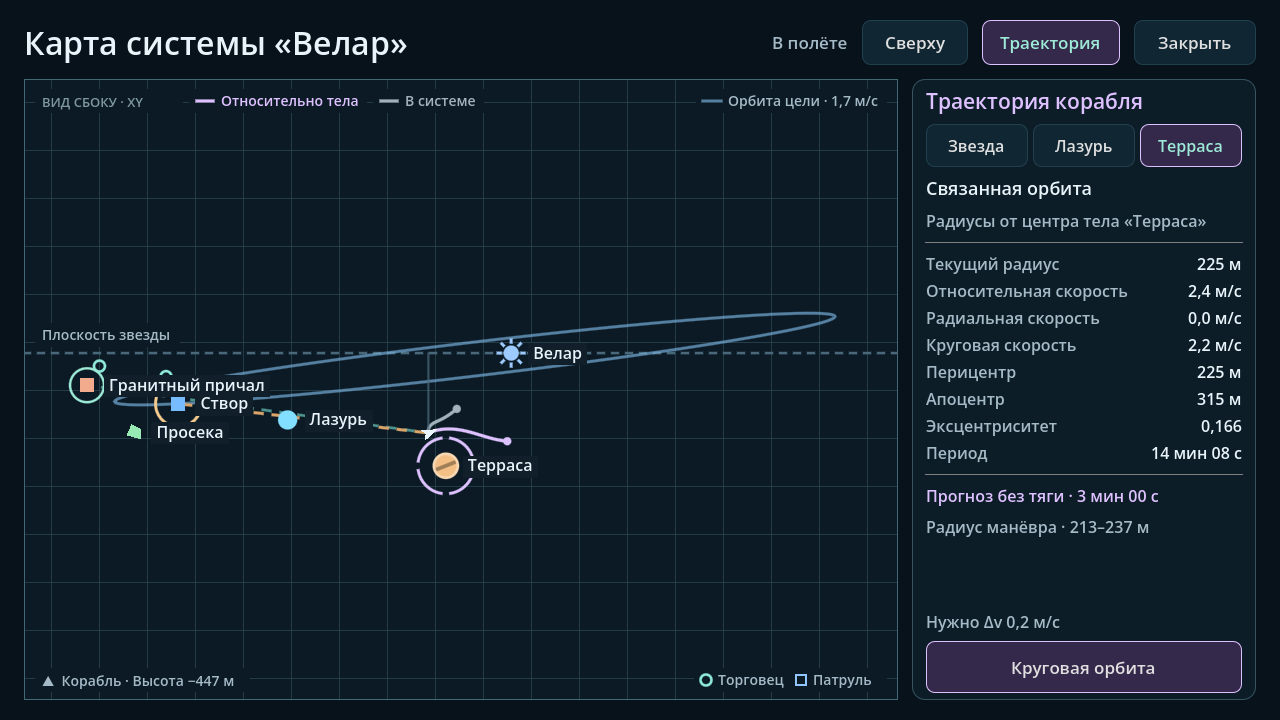 Карта системы «Велар»
В полёте
Сверху
Траектория
Закрыть
ВИД СБОКУ · XY
Относительно тела
В системе
Орбита цели · 1,7 м/с
Плоскость звезды
Велар
Гранитный причал
Створ
Лазурь
Просека
Терраса
Корабль · Высота −447 м
Торговец
Патруль
Траектория корабля
Звезда
Лазурь
Терраса
Связанная орбита
Радиусы от центра тела «Терраса»
Текущий радиус 225 м
Относительная скорость 2,4 м/с
Радиальная скорость 0,0 м/с
Круговая скорость 2,2 м/с
Перицентр 225 м
Апоцентр 315 м
Эксцентриситет 0,166
Период 14 мин 08 с
Прогноз без тяги · 3 мин 00 с
Радиус манёвра · 213–237 м
Нужно Δv 0,2 м/с
Круговая орбита